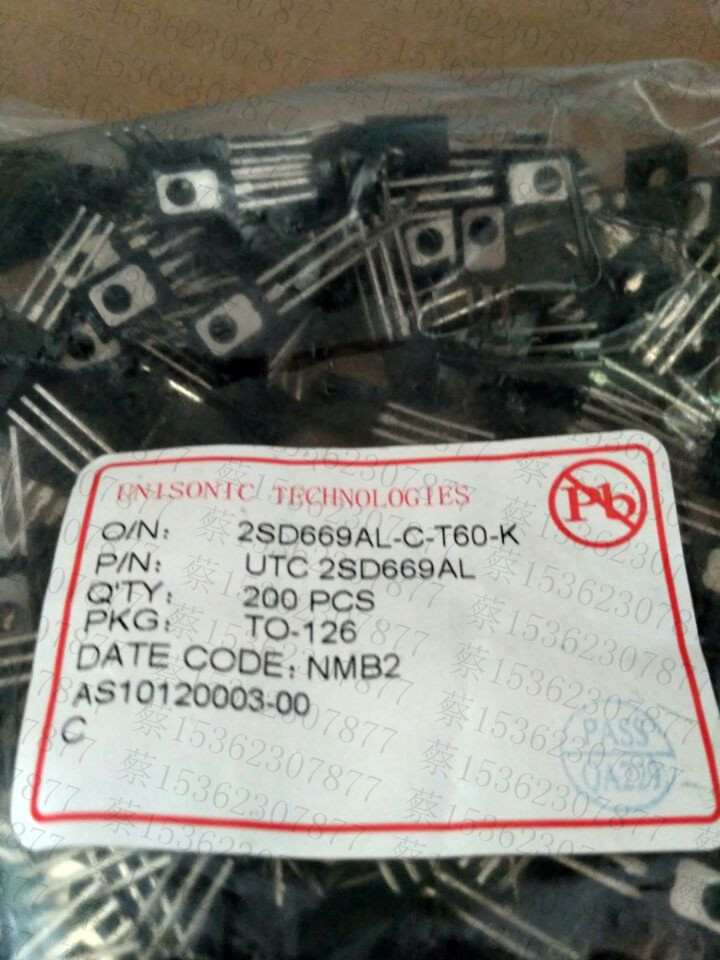 UNISONIC TECHNOLOGIES
Pb
O/N: 2SD669AL-C-T60-K
P/N: UTC 2SD669AL
Q'TY: 200 PCS
PKG: TO-126
DATE CODE: NMB2
AS10120003-00
C
PASS
蔡15362307877